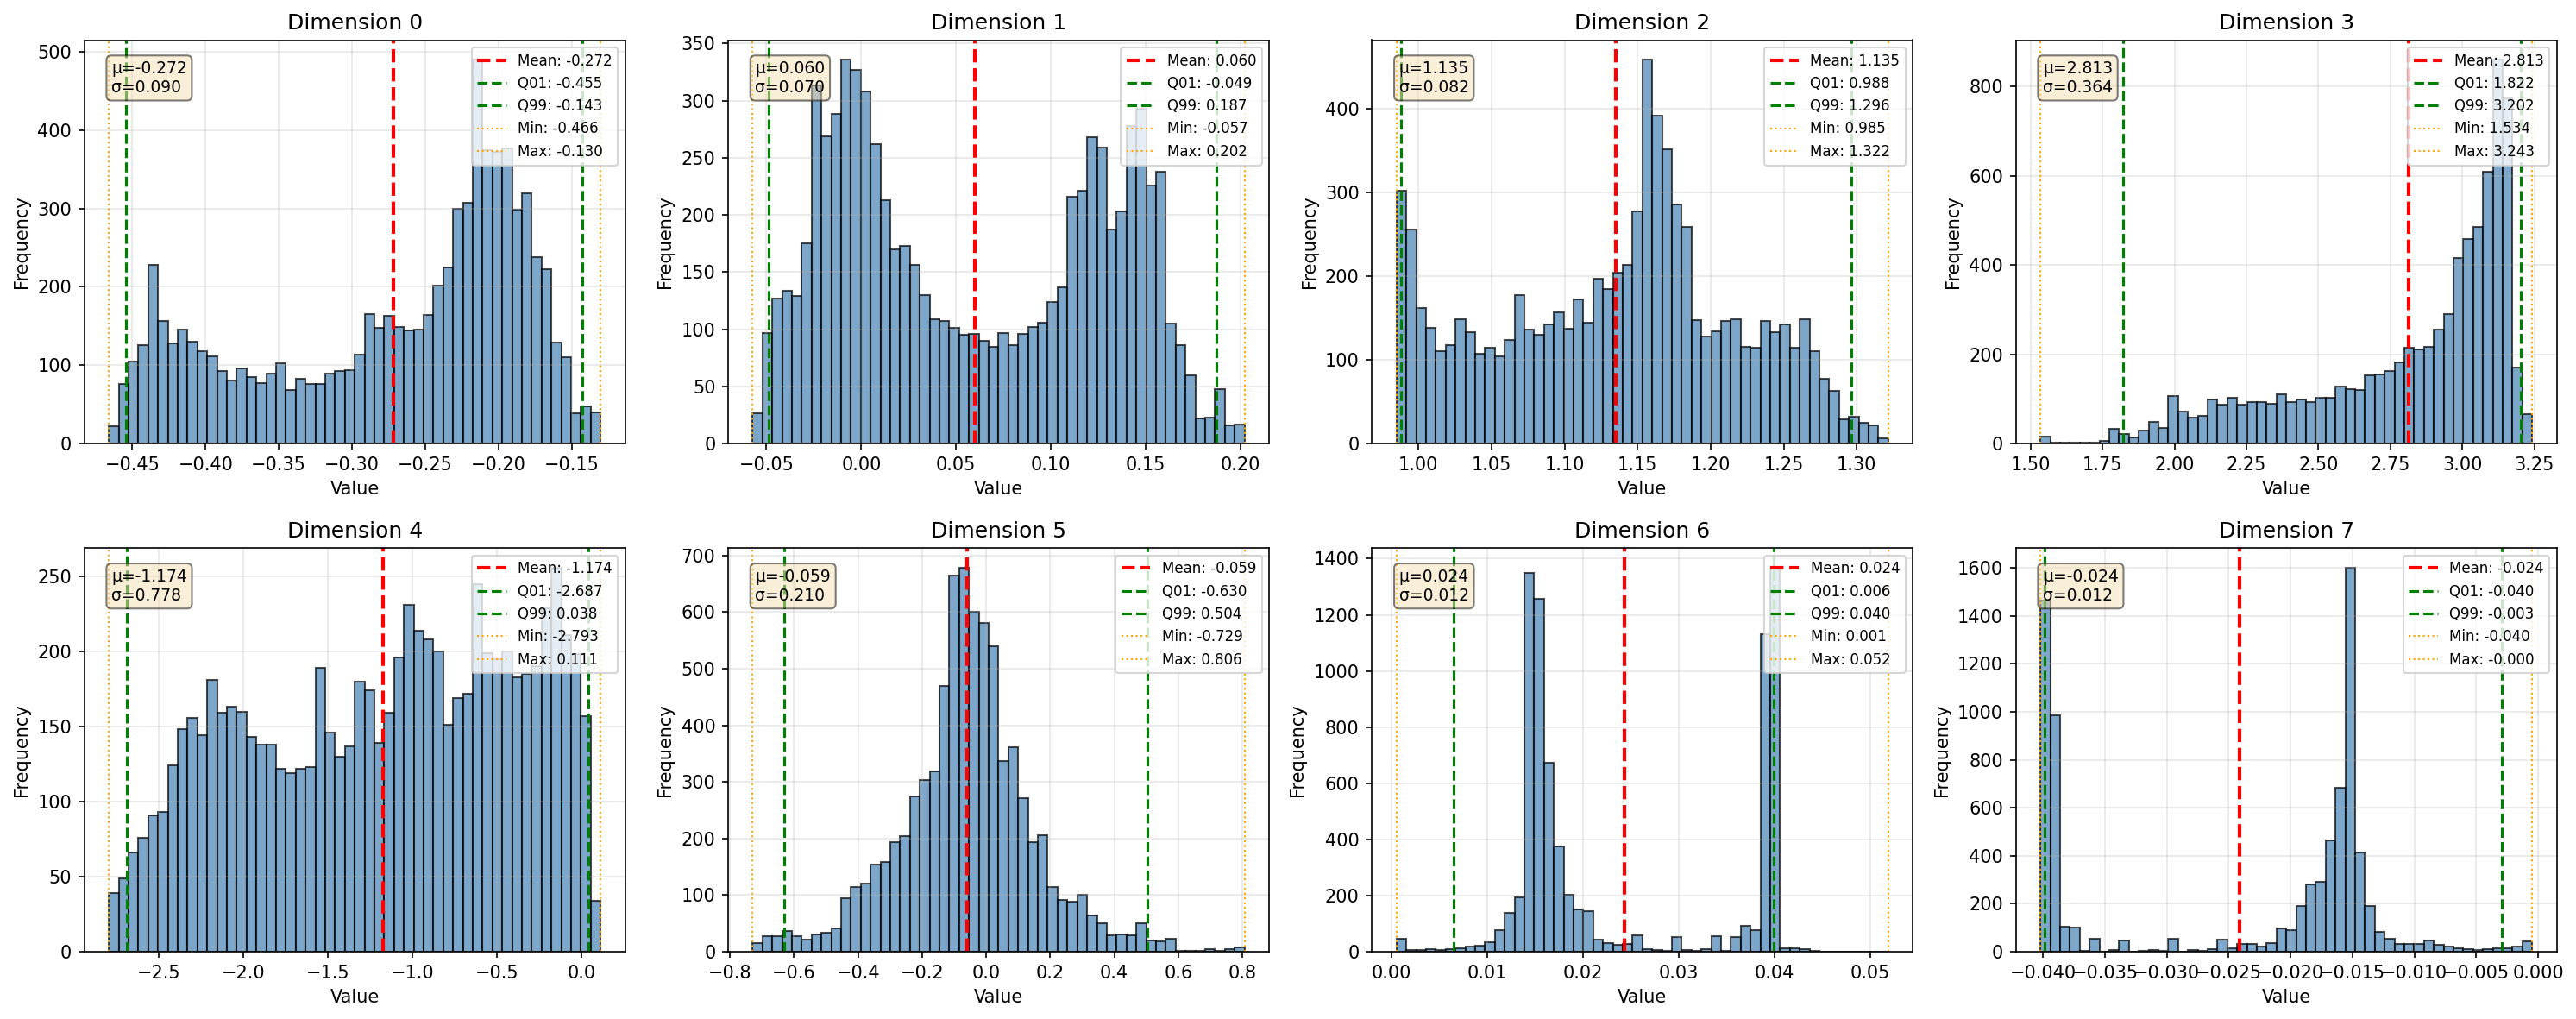 Dimension 0
Frequency
500
400
300
200
100
0
μ=-0.272
σ=0.090
Mean: -0.272
Q01: -0.455
Q99: -0.143
Min: -0.466
Max: -0.130
−0.45 −0.40 −0.35 −0.30 −0.25 −0.20 −0.15
Value
Dimension 1
Frequency
350
300
250
200
150
100
50
0
μ=0.060
σ=0.070
Mean: 0.060
Q01: -0.049
Q99: 0.187
Min: -0.057
Max: 0.202
−0.05 0.00 0.05 0.10 0.15 0.20
Value
Dimension 2
Frequency
400
300
200
100
0
μ=1.135
σ=0.082
Mean: 1.135
Q01: 0.988
Q99: 1.296
Min: 0.985
Max: 1.322
1.00 1.05 1.10 1.15 1.20 1.25 1.30
Value
Dimension 3
Frequency
800
600
400
200
0
μ=2.813
σ=0.364
Mean: 2.813
Q01: 1.822
Q99: 3.202
Min: 1.534
Max: 3.243
1.50 1.75 2.00 2.25 2.50 2.75 3.00 3.25
Value
Dimension 4
Frequency
250
200
150
100
50
0
μ=-1.174
σ=0.778
Mean: -1.174
Q01: -2.687
Q99: 0.038
Min: -2.793
Max: 0.111
−2.5 −2.0 −1.5 −1.0 −0.5 0.0
Value
Dimension 5
Frequency
700
600
500
400
300
200
100
0
μ=-0.059
σ=0.210
Mean: -0.059
Q01: -0.630
Q99: 0.504
Min: -0.729
Max: 0.806
−0.8 −0.6 −0.4 −0.2 0.0 0.2 0.4 0.6 0.8
Value
Dimension 6
Frequency
1400
1200
1000
800
600
400
200
0
μ=0.024
σ=0.012
Mean: 0.024
Q01: 0.006
Q99: 0.040
Min: 0.001
Max: 0.052
0.00 0.01 0.02 0.03 0.04 0.05
Value
Dimension 7
Frequency
1600
1400
1200
1000
800
600
400
200
0
μ=-0.024
σ=0.012
Mean: -0.024
Q01: -0.040
Q99: -0.003
Min: -0.040
Max: -0.000
−0.040 −0.035 −0.030 −0.025 −0.020 −0.015 −0.010 −0.005 0.000
Value